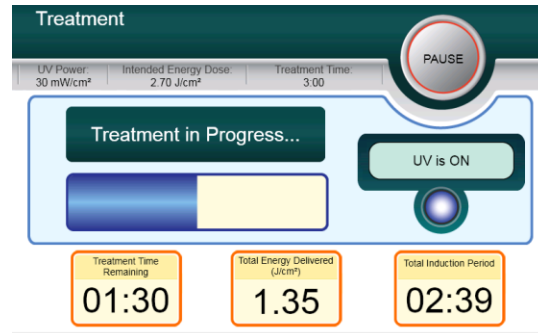 Treatment
PAUSE
UV Power: Intended Energy Dose: Treatment Time:
30 mW/cm² 2.70 J/cm² 3:00
Treatment in Progress...
UV is ON
Treatment Time
Remaining
01:30
Total Energy Delivered
(J/cm²)
1.35
Total Induction Period
02:39